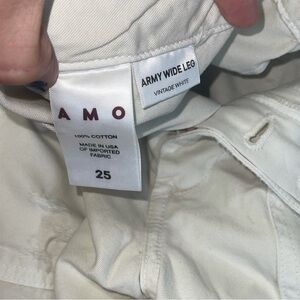 AMO
100% COTTON
MADE IN USA
OF IMPORTED
FABRIC
25
ARMY WIDE LEG
VINTAGE WHITE